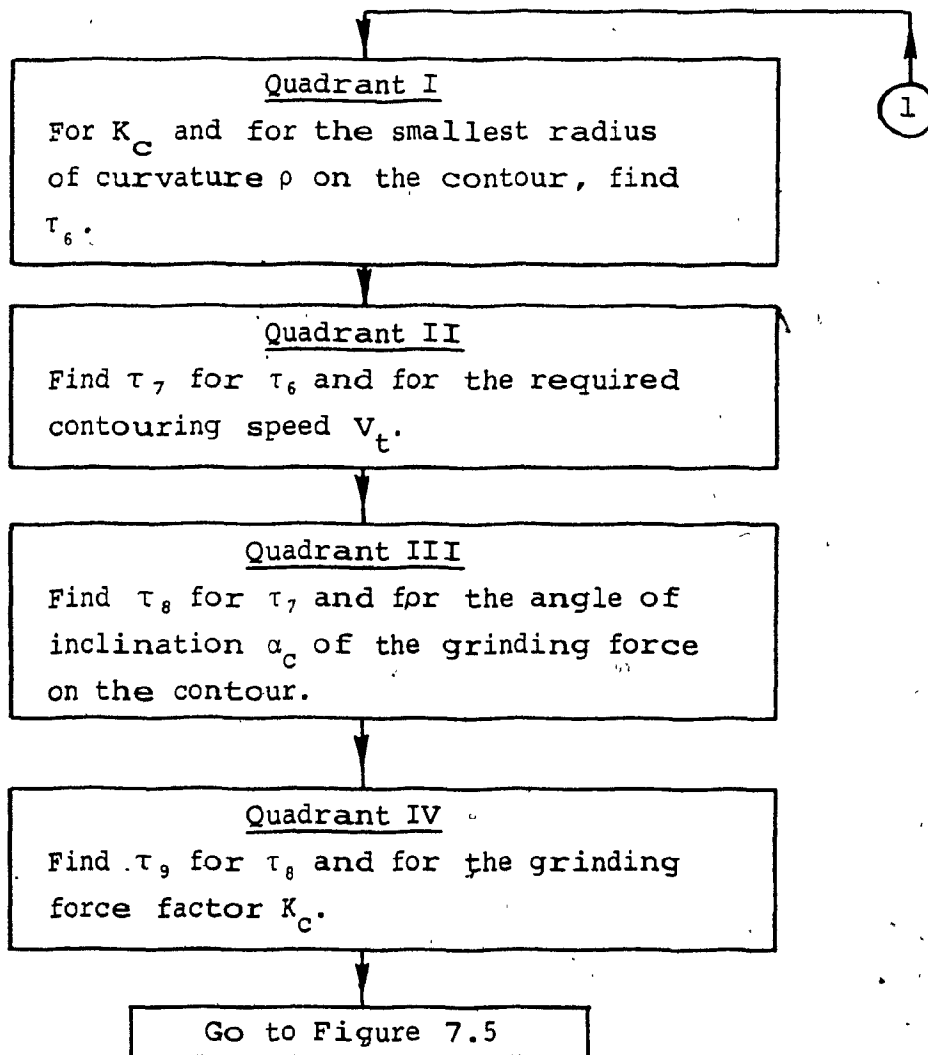 1
Quadrant I
For K_c and for the smallest radius
of curvature ρ on the contour, find
τ_6.
Quadrant II
Find τ_7 for τ_6 and for the required
contouring speed V_t.
Quadrant III
Find τ_8 for τ_7 and for the angle of
inclination α_c of the grinding force
on the contour.
Quadrant IV
Find τ_9 for τ_8 and for the grinding
force factor K_c.
Go to Figure 7.5